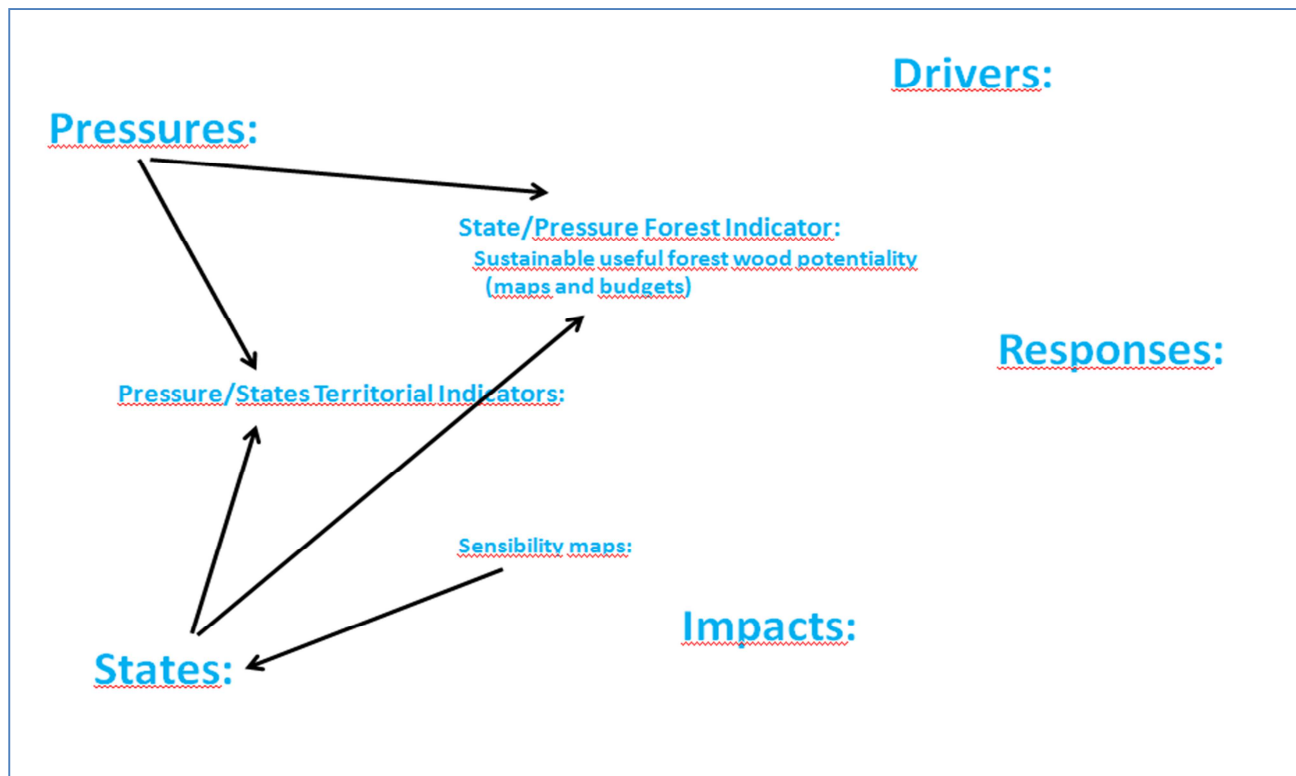 Drivers:
Pressures:
State/Pressure Forest Indicator:
Sustainable useful forest wood potentiality
(maps and budgets)
Responses:
Pressure/States Territorial Indicators:
Sensibility maps:
Impacts:
States: